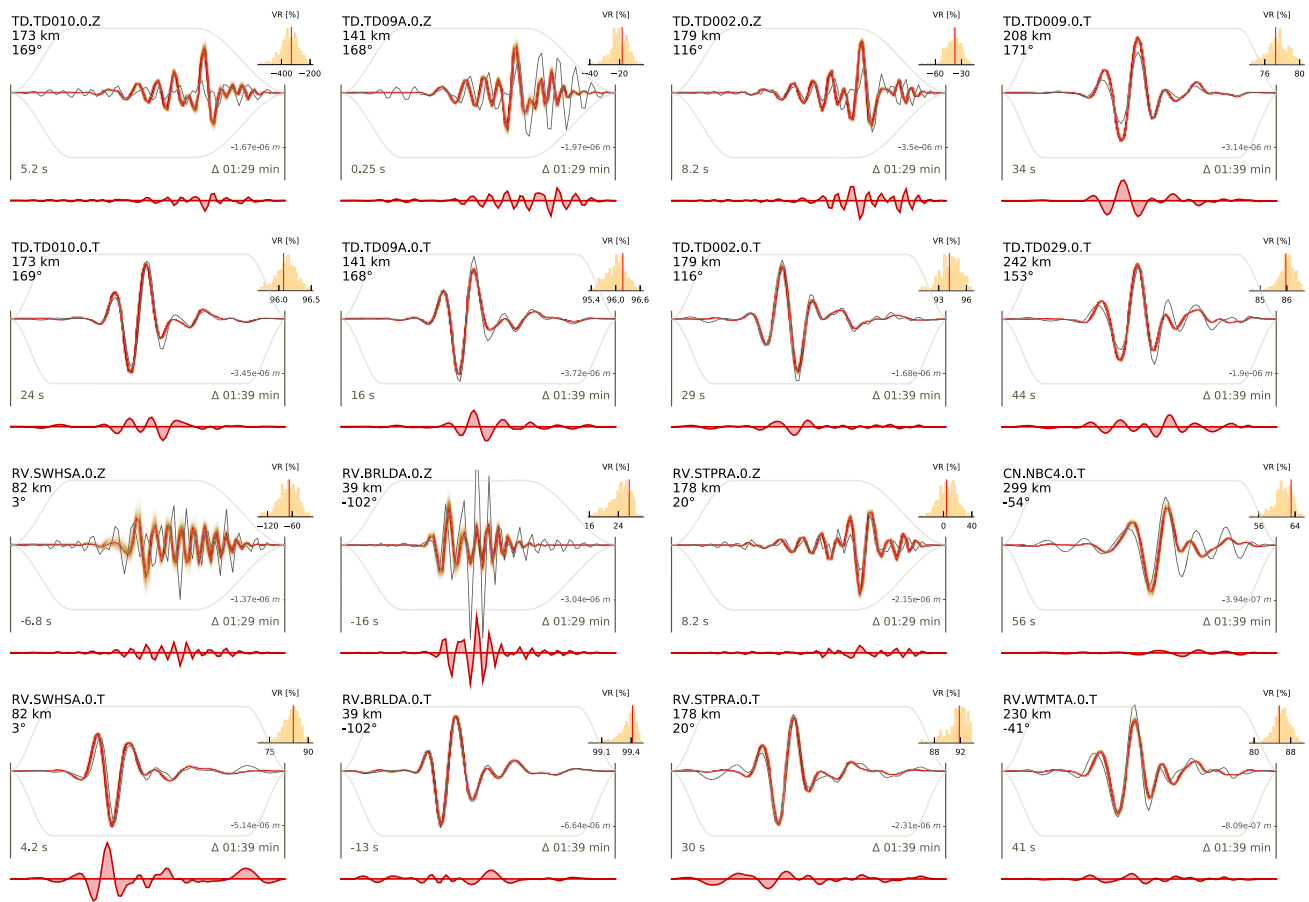 TD.TD010.0.Z
173 km
169°
VR [%]
−400 −200
−1.67e-06 m
5.2 s
Δ 01:29 min
TD.TD09A.0.Z
141 km
168°
VR [%]
−40 −20
−1.97e-06 m
0.25 s
Δ 01:29 min
TD.TD002.0.Z
179 km
116°
VR [%]
−60 −30
−3.5e-06 m
8.2 s
Δ 01:29 min
TD.TD009.0.T
208 km
171°
VR [%]
76 80
−3.14e-06 m
34 s
Δ 01:39 min
TD.TD010.0.T
173 km
169°
VR [%]
96.0 96.5
−3.45e-06 m
24 s
Δ 01:39 min
TD.TD09A.0.T
141 km
168°
VR [%]
95.4 96.0 96.6
−3.72e-06 m
16 s
Δ 01:39 min
TD.TD002.0.T
179 km
116°
VR [%]
93 96
−1.68e-06 m
29 s
Δ 01:39 min
TD.TD029.0.T
242 km
153°
VR [%]
85 86
−1.9e-06 m
44 s
Δ 01:39 min
RV.SWHSA.0.Z
82 km
3°
VR [%]
−120 −60
−1.37e-06 m
-6.8 s
Δ 01:29 min
RV.BRLDA.0.Z
39 km
-102°
VR [%]
16 24
−3.04e-06 m
-16 s
Δ 01:29 min
RV.STPRA.0.Z
178 km
20°
VR [%]
0 40
−2.15e-06 m
8.2 s
Δ 01:29 min
CN.NBC4.0.T
299 km
-54°
VR [%]
56 64
−3.94e-07 m
56 s
Δ 01:39 min
RV.SWHSA.0.T
82 km
3°
VR [%]
75 90
−5.14e-06 m
4.2 s
Δ 01:39 min
RV.BRLDA.0.T
39 km
-102°
VR [%]
99.1 99.4
−6.64e-06 m
-13 s
Δ 01:39 min
RV.STPRA.0.T
178 km
20°
VR [%]
88 92
−2.31e-06 m
30 s
Δ 01:39 min
RV.WTMTA.0.T
230 km
-41°
VR [%]
80 88
−8.09e-07 m
41 s
Δ 01:39 min